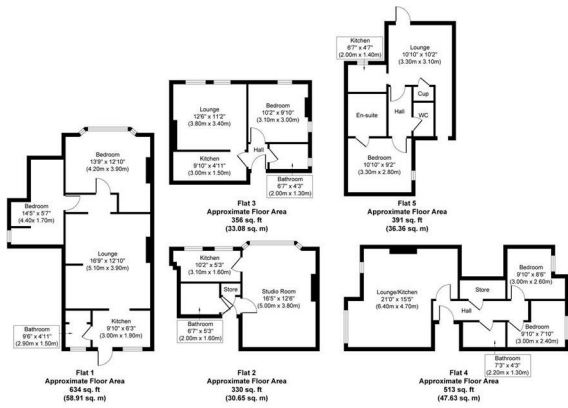 Bedroom
13'9" x 12'10"
(4.20m x 3.90m)
Bedroom
14'5" x 5'7"
(4.40m x 1.70m)
Lounge
16'9" x 12'10"
(5.10m x 3.90m)
Bathroom
9'6" x 4'11"
(2.90m x 1.50m)
Kitchen
9'10" x 6'3"
(3.00m x 1.90m)
Flat 1
Approximate Floor Area
634 sq. ft
(58.91 sq. m)
Lounge
12'6" x 11'2"
(3.80m x 3.40m)
Bedroom
10'2" x 9'10"
(3.10m x 3.00m)
Kitchen
9'10" x 4'11"
(3.00m x 1.50m)
Hall
Bathroom
6'7" x 4'3"
(2.00m x 1.30m)
Flat 3
Approximate Floor Area
356 sq. ft
(33.08 sq. m)
Kitchen
6'7" x 4'7"
(2.00m x 1.40m)
Lounge
10'10" x 10'2"
(3.30m x 3.10m)
Cup
Hall
En-suite
WC
Bedroom
10'10" x 9'2"
(3.30m x 2.80m)
Flat 5
Approximate Floor Area
391 sq. ft
(36.36 sq. m)
Kitchen
10'2" x 5'3"
(3.10m x 1.60m)
Store
Studio Room
16'5" x 12'6"
(5.00m x 3.80m)
Bathroom
6'7" x 5'3"
(2.00m x 1.60m)
Flat 2
Approximate Floor Area
330 sq. ft
(30.65 sq. m)
Lounge/Kitchen
21'0" x 15'5"
(6.40m x 4.70m)
Store
Bedroom
9'10" x 8'6"
(3.00m x 2.60m)
Hall
Bedroom
9'10" x 7'10"
(3.00m x 2.40m)
Bathroom
7'3" x 4'3"
(2.20m x 1.30m)
Flat 4
Approximate Floor Area
513 sq. ft
(47.63 sq. m)